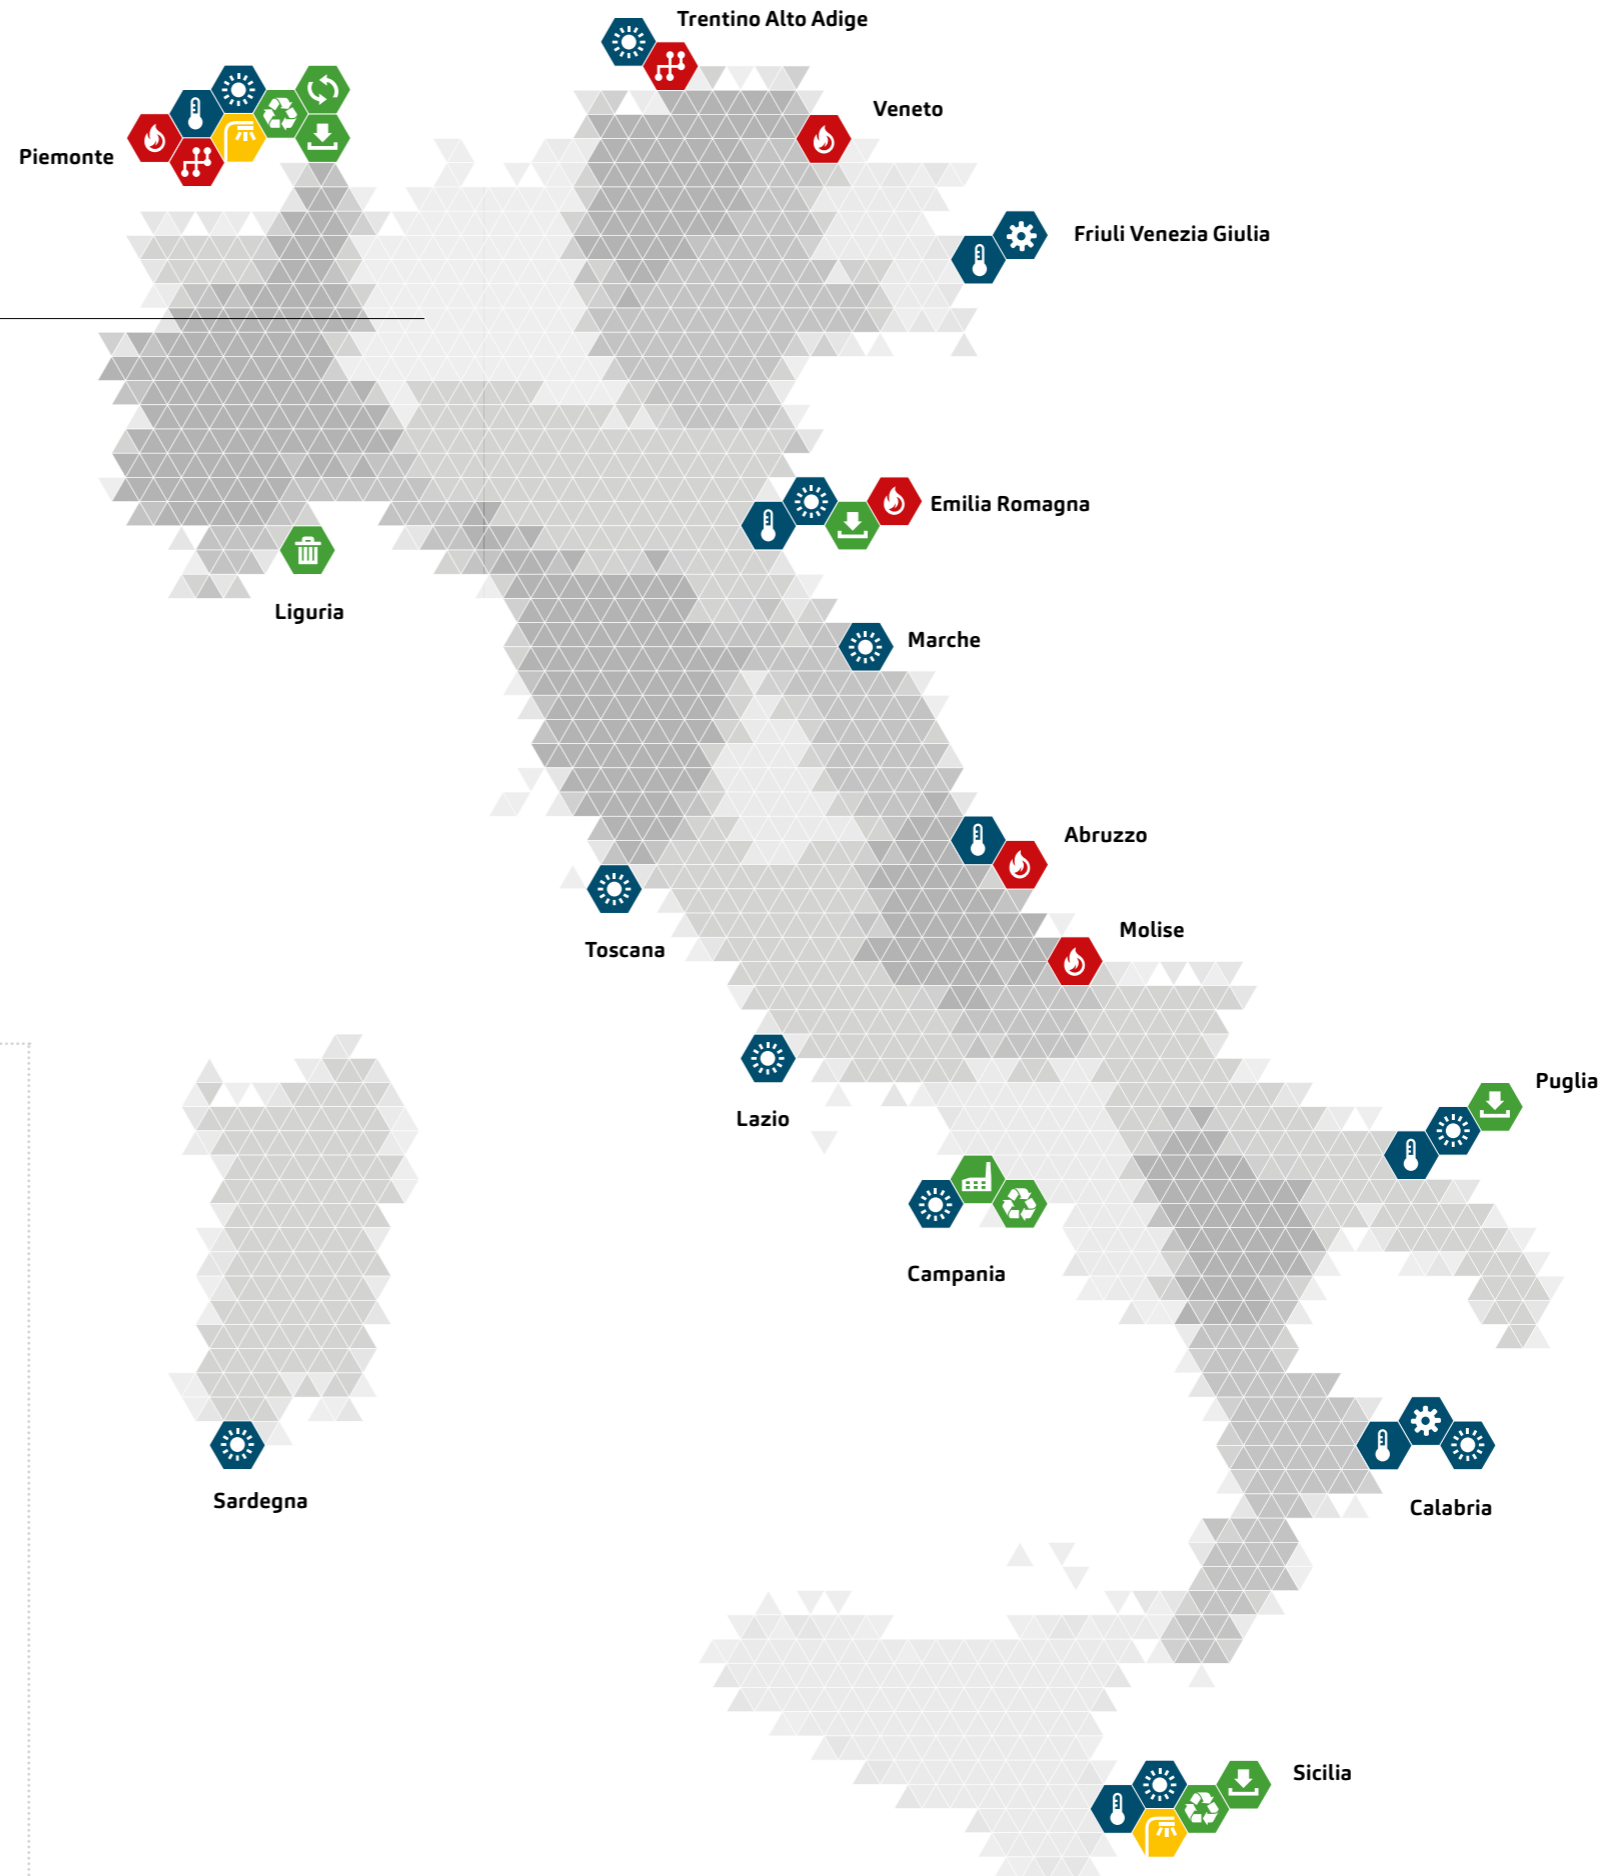 Trentino Alto Adige
Veneto
Piemonte
Friuli Venezia Giulia
Emilia Romagna
Liguria
Marche
Abruzzo
Molise
Toscana
Puglia
Lazio
Campania
Sardegna
Calabria
Sicilia